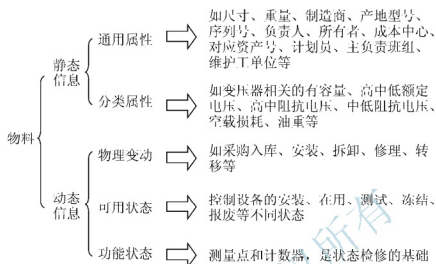 如尺寸、重量、制造商、产地型号、
通用属性
序列号、负责人、所有者、成本中心、
对应资产号、计划员、主负责班组、
维护工单位等
静态
信息
分类属性
如变压器相关的有容量、高中低额定
电压、高中阻抗电压、中低阻抗电压、
空载损耗、油重等
物料
物理变动
如采购入库、安装、拆卸、修理、转
移等
动态
信息
可用状态
控制设备的安装、在用、测试、冻结、
报废等不同状态
功能状态
测量点和计数器，是状态检修的基础
所有